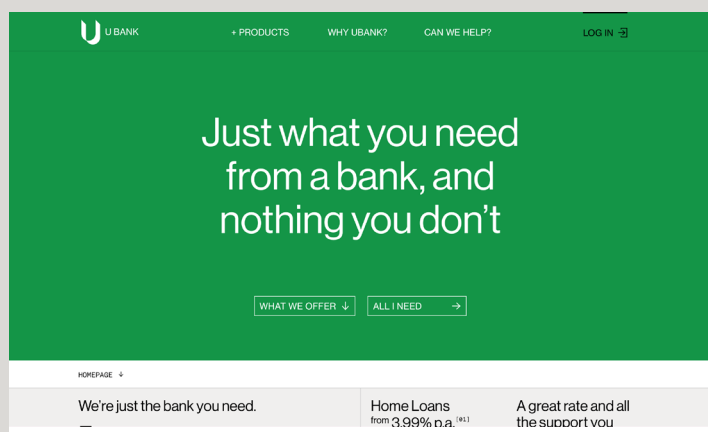 U BANK
+ PRODUCTS
WHY UBANK?
CAN WE HELP?
LOG IN
Just what you need
from a bank, and
nothing you don't
WHAT WE OFFER ↓
ALL I NEED →
HOMEPAGE ↓
We're just the bank you need.
Home Loans
from 3.99% p.a.[01]
A great rate and all
the support you